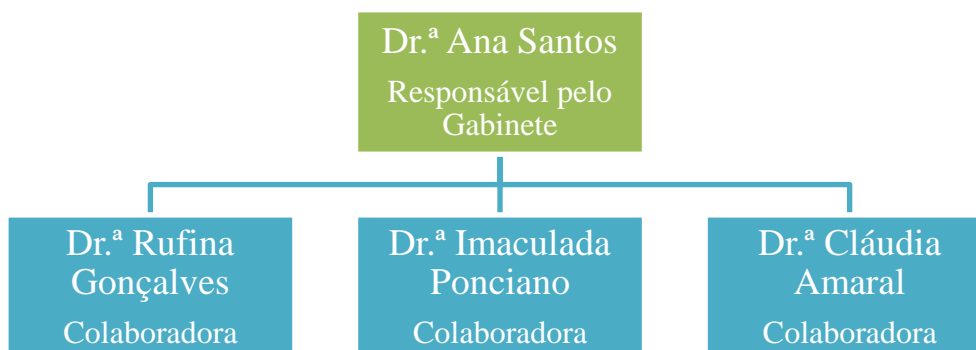 Dr.ª Ana Santos
Responsável pelo
Gabinete
Dr.ª Rufina
Gonçalves
Colaboradora
Dr.ª Imaculada
Ponciano
Colaboradora
Dr.ª Cláudia
Amaral
Colaboradora